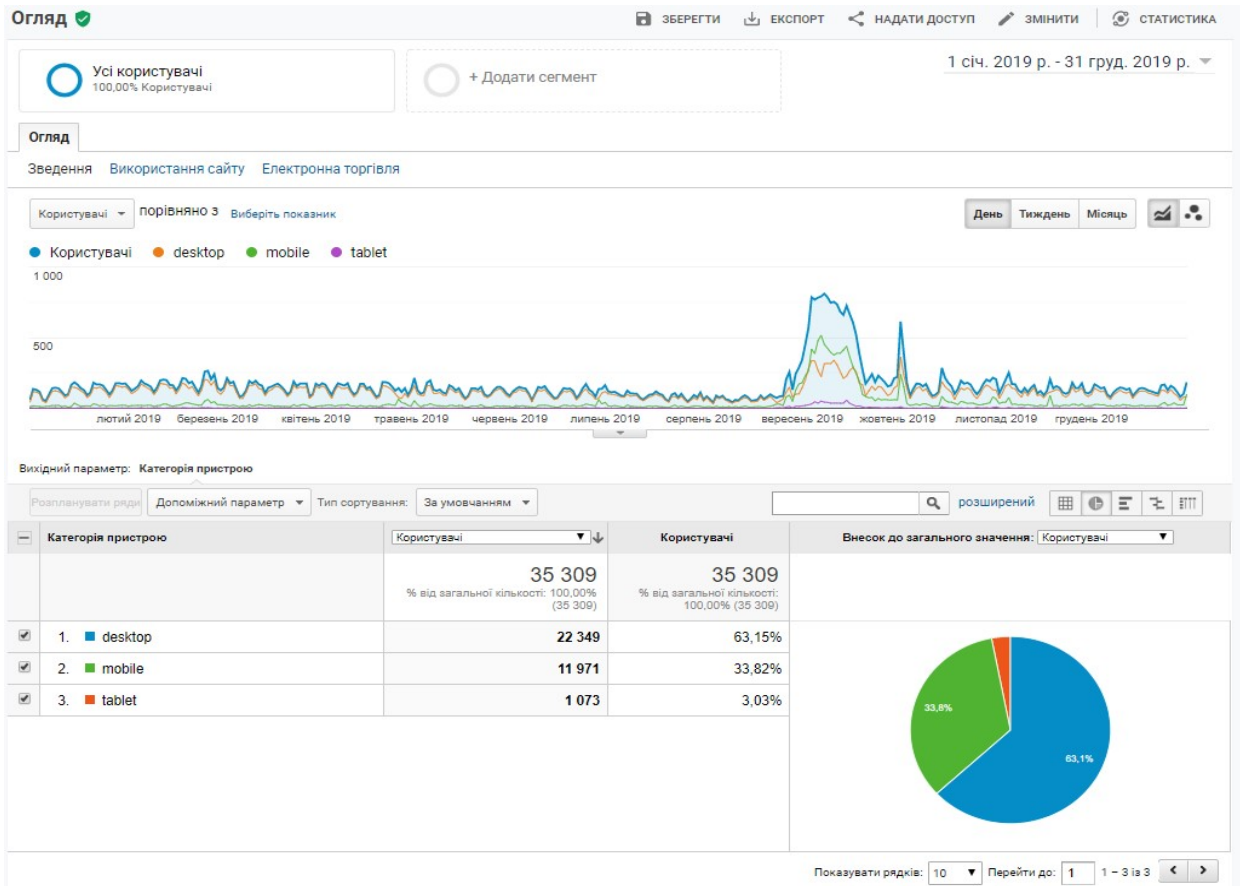 Огляд
ЗБЕРЕГТИ ЕКСПОРТ НАДАТИ ДОСТУП ЗМІНИТИ СТАТИСТИКА
Усі користувачі
100,00% Користувачі
+ Додати сегмент
1 січ. 2019 р. - 31 груд. 2019 р.
Огляд
Зведення Використання сайту Електронна торгівля
Користувачі порівняно з Виберіть показник
День Тиждень Місяць
Користувачі desktop mobile tablet
1 000
500
лютий 2019 березень 2019 квітень 2019 травень 2019 червень 2019 липень 2019 серпень 2019 вересень 2019 жовтень 2019 листопад 2019 грудень 2019
Вихідний параметр: Категорія пристрою
Розпланувати ряди Допоміжний параметр Тип сортування: За умовчанням розширений
Категорія пристрою Користувачі Користувачі Внесок до загального значення: Користувачі
35 309 35 309
% від загальної кількості: 100,00% (35 309) % від загальної кількості: 100,00% (35 309)
1. desktop 22 349 63,15%
2. mobile 11 971 33,82%
3. tablet 1 073 3,03%
33,8%
63,1%
Показувати рядків: 10 Перейти до: 1 1 – 3 із 3